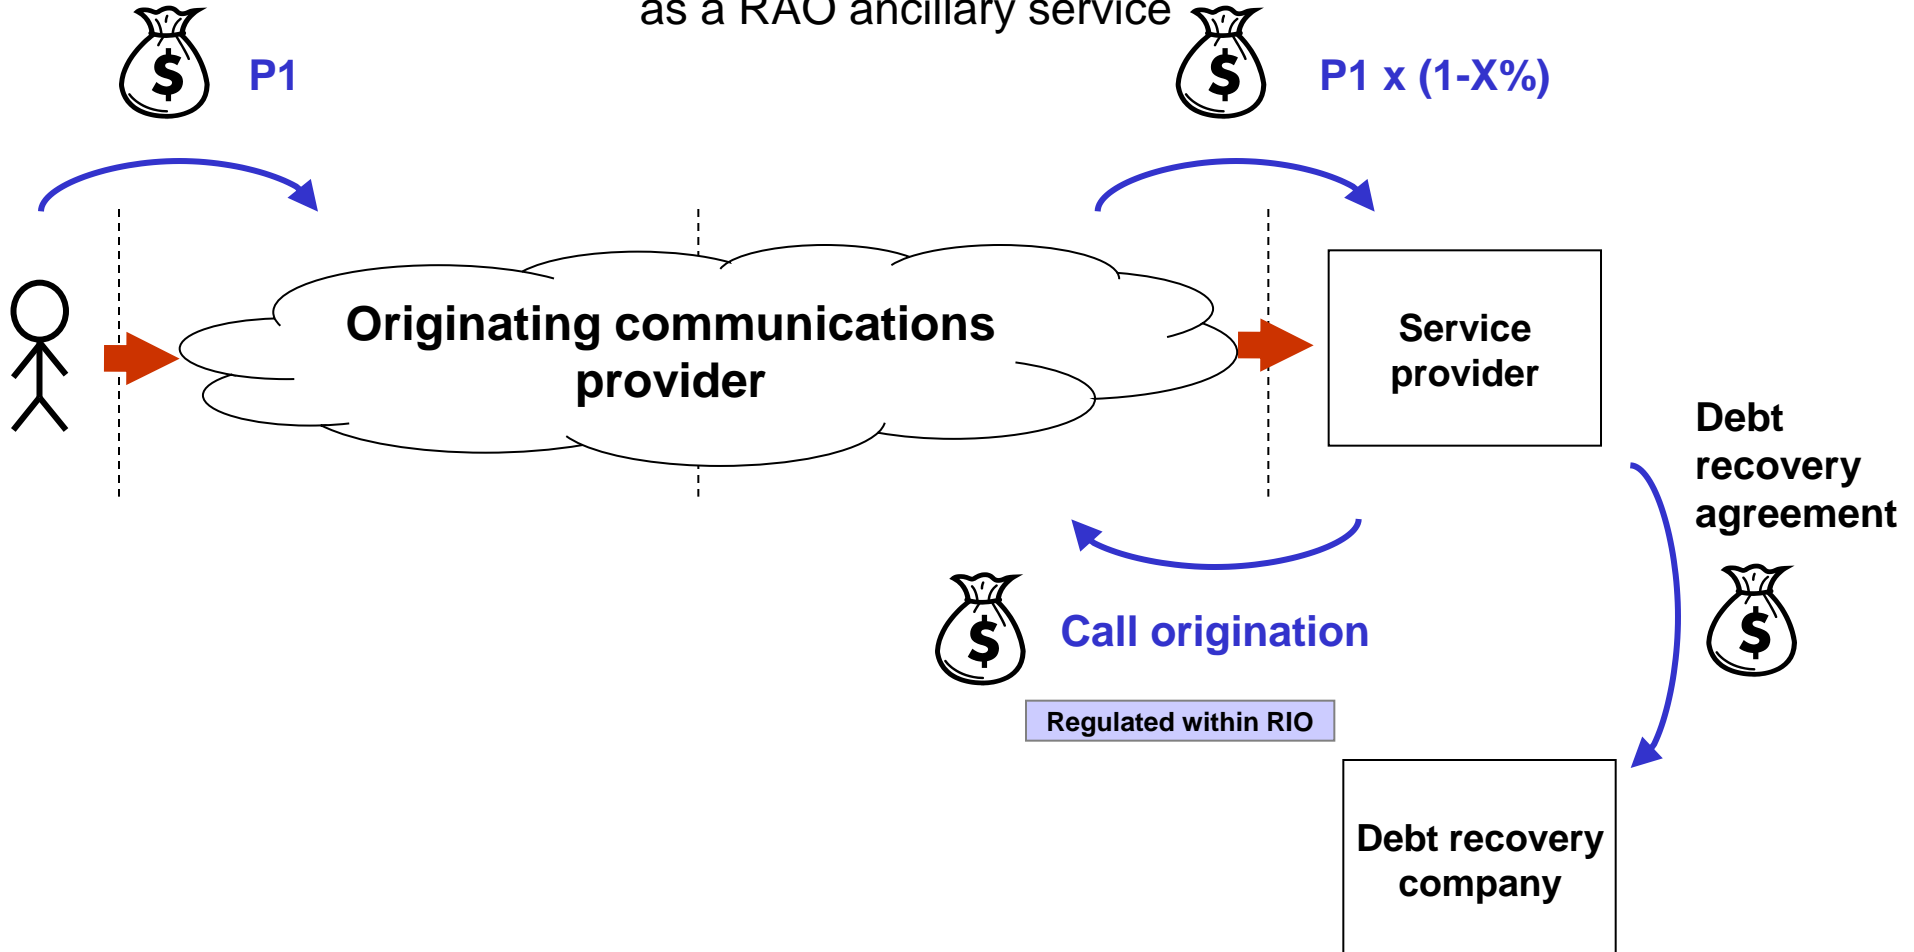 as a RAO ancillary service
$
P1
$
P1 x (1-X%)
Originating communications
provider
Service
provider
Debt
recovery
agreement
$
Call origination
$
Regulated within RIO
Debt recovery
company